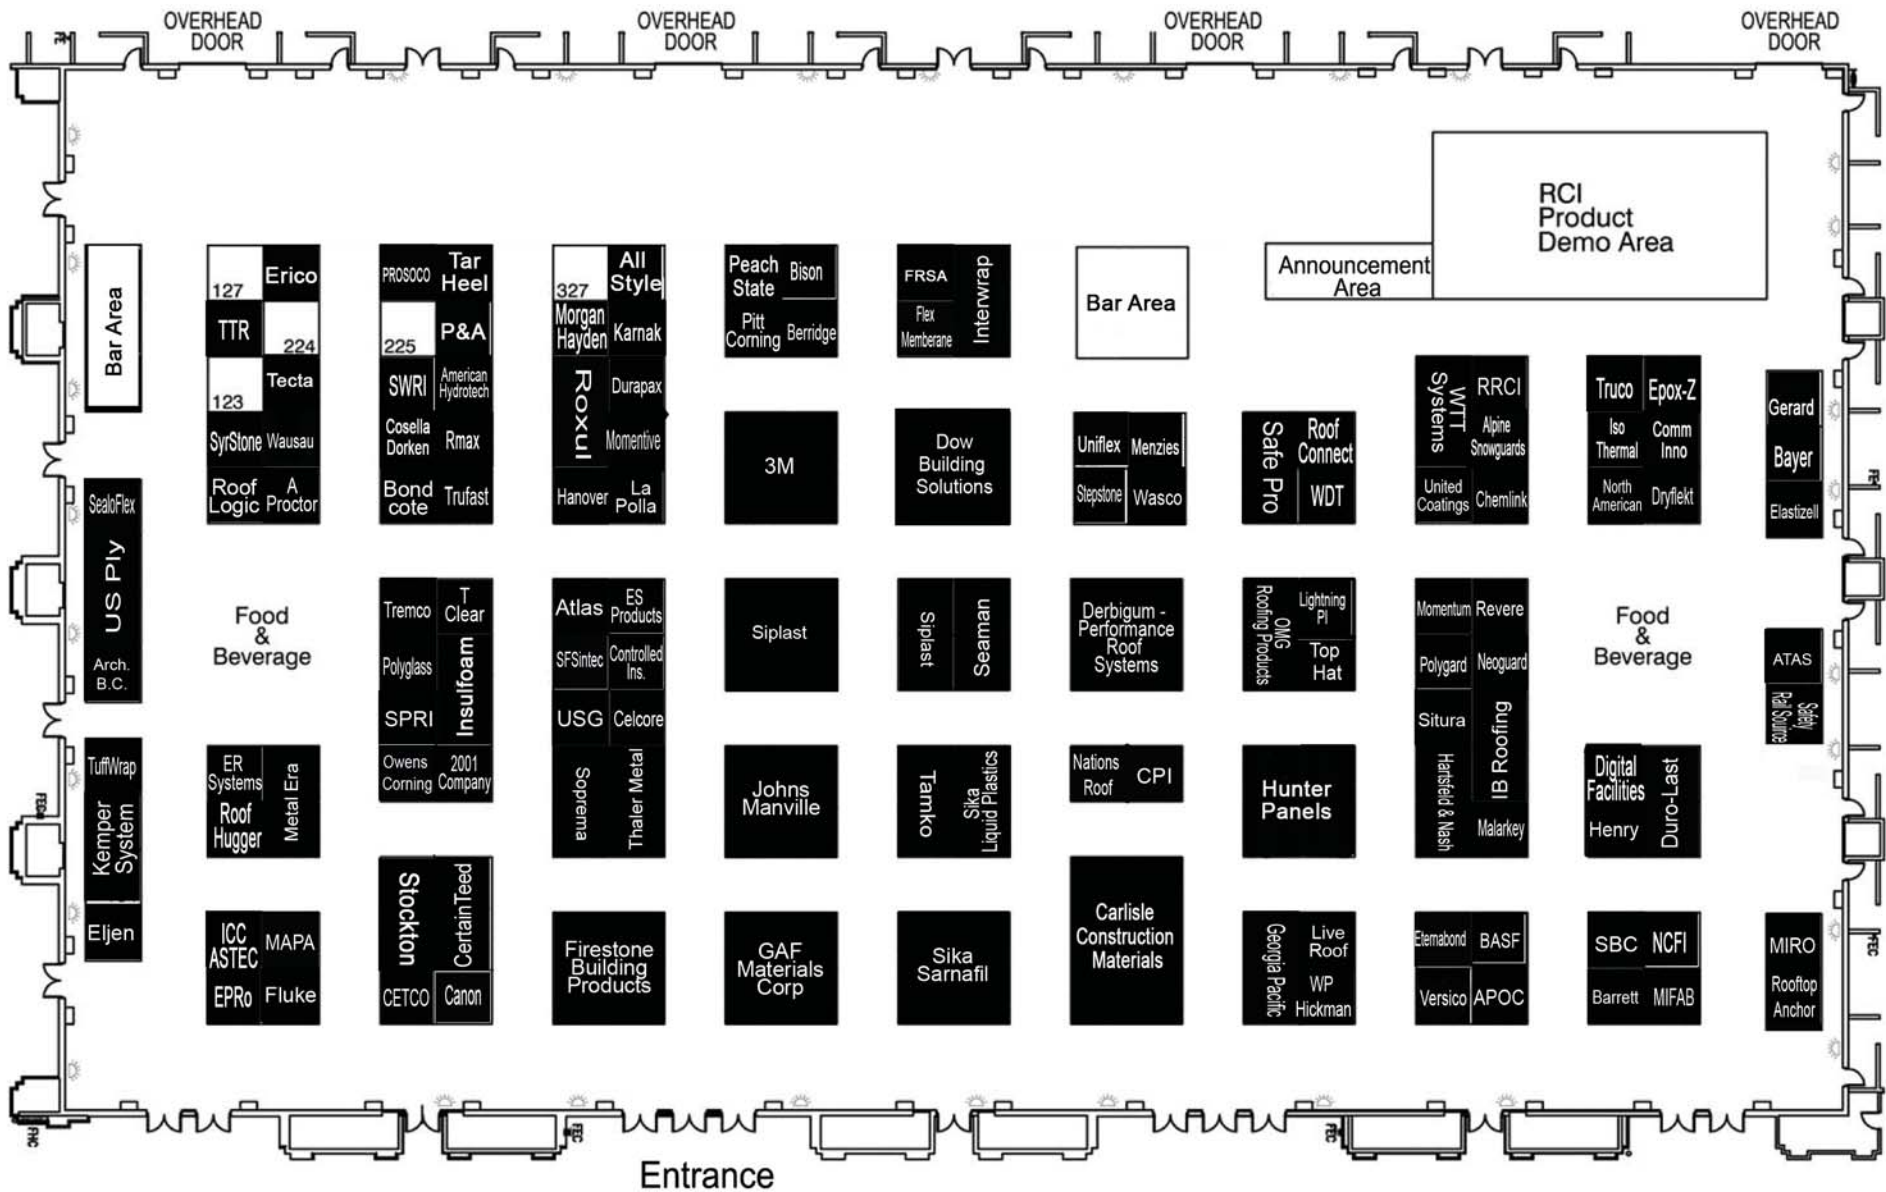 OVERHEAD
DOOR
OVERHEAD
DOOR
OVERHEAD
DOOR
OVERHEAD
DOOR
RCI
Product
Demo Area
Announcement
Area
Bar Area
127
Erico
TTR
224
123
Tecta
SyrStone
Wausau
Roof
Logic
A
Proctor
PROSOCO
Tar
Heel
225
P&A
SWRI
American
Hydrotech
Cosella
Dorken
Rmax
Bond
cote
Trufast
327
All
Style
Morgan
Hayden
Karnak
Roxul
Durapax
Momentive
Hanover
La
Polla
Peach
State
Bison
Pitt
Corning
Berridge
3M
FRSA
Flex
Memberane
Interwrap
Dow
Building
Solutions
Bar Area
Uniflex
Menzies
Stepstone
Wasco
Safe Pro
Roof
Connect
WDT
WTT
Systems
RRCI
Alpine
Snowguards
United
Coatings
Chemlink
Truco
Epox-Z
Iso
Thermal
Comm
Inno
North
American
Dryflekt
Gerard
Bayer
Elastizell
FEC
SealoFlex
US Ply
Arch.
B.C.
Food
&
Beverage
Tremco
T
Clear
Polyglass
Insulfoam
SPRI
Owens
Corning
2001
Company
Atlas
ES
Products
SFSintec
Controlled
Ins.
USG
Celcore
Soprema
Thaler Metal
Siplast
Siplast
Seaman
Derbigum -
Performance
Roof
Systems
OMG
Roofing Products
Lightning
PI
Top
Hat
Momentum
Revere
Polygard
Neoguard
Situra
IB Roofing
Hartsfeld & Nash
Malarkey
Food
&
Beverage
ATAS
Safety
Rail Source
TuffWrap
Kemper
System
Eljen
FEC
ER
Systems
Metal Era
Roof
Hugger
Johns
Manville
Tamko
Sika
Liquid Plastics
Nations
Roof
CPI
Hunter
Panels
Digital
Facilities
Henry
Duro-Last
ICC
ASTEC
MAPA
EPRo
Fluke
Stockton
CertainTeed
CETCO
Canon
Firestone
Building
Products
GAF
Materials
Corp
Sika
Sarnafil
Carlisle
Construction
Materials
Georgia Pacific
Live
Roof
WP
Hickman
Eternabond
BASF
Versico
APOC
SBC
NCFI
Barrett
MIFAB
MIRO
Rooftop
Anchor
FEC
FHC
FEC
FEC
Entrance